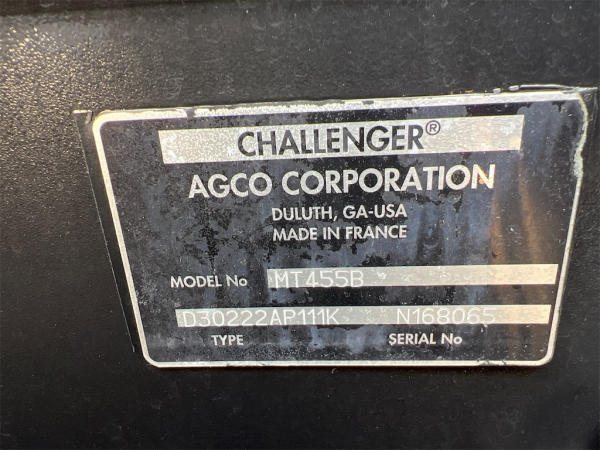 CHALLENGER®
AGCO CORPORATION
DULUTH, GA-USA
MADE IN FRANCE
MODEL No MT455B
D30222AP111K N168065
TYPE SERIAL No